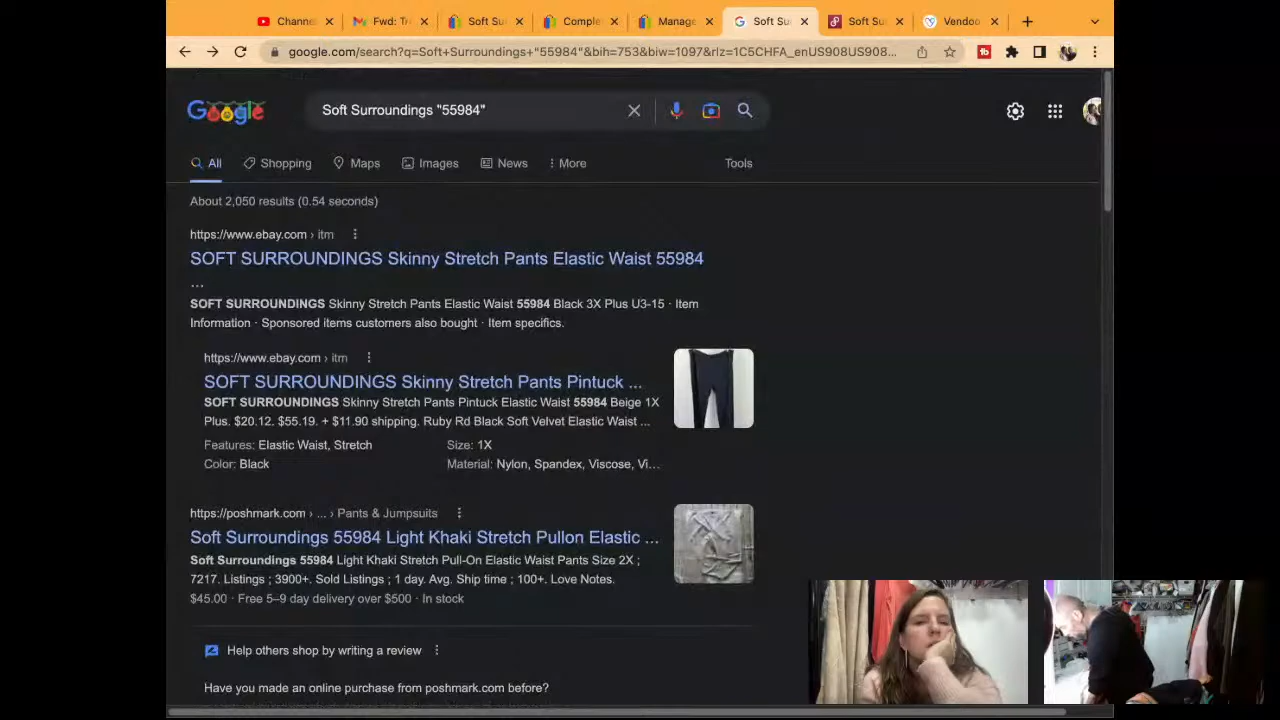 Channe
Fwd: Tr
Soft Su
Comple
Manage
Soft Su
Soft Su
Vendoo
google.com/search?q=Soft+Surroundings+"55984"&bih=753&biw=1097&rlz=1C5CHFA_enUS908US908...
Google
Soft Surroundings "55984"
All
Shopping
Maps
Images
News
More
Tools
About 2,050 results (0.54 seconds)
https://www.ebay.com › itm
SOFT SURROUNDINGS Skinny Stretch Pants Elastic Waist 55984
...
SOFT SURROUNDINGS Skinny Stretch Pants Elastic Waist 55984 Black 3X Plus U3-15 · Item
Information · Sponsored items customers also bought · Item specifics.
https://www.ebay.com › itm
SOFT SURROUNDINGS Skinny Stretch Pants Pintuck ...
SOFT SURROUNDINGS Skinny Stretch Pants Pintuck Elastic Waist 55984 Beige 1X
Plus. $20.12. $55.19. + $11.90 shipping. Ruby Rd Black Soft Velvet Elastic Waist ...
Features: Elastic Waist, Stretch
Size: 1X
Color: Black
Material: Nylon, Spandex, Viscose, Vi...
https://poshmark.com › ... › Pants & Jumpsuits
Soft Surroundings 55984 Light Khaki Stretch Pullon Elastic ...
Soft Surroundings 55984 Light Khaki Stretch Pull-On Elastic Waist Pants Size 2X ;
7217. Listings ; 3900+. Sold Listings ; 1 day. Avg. Ship time ; 100+. Love Notes.
$45.00 · Free 5–9 day delivery over $500 · In stock
Help others shop by writing a review
Have you made an online purchase from poshmark.com before?